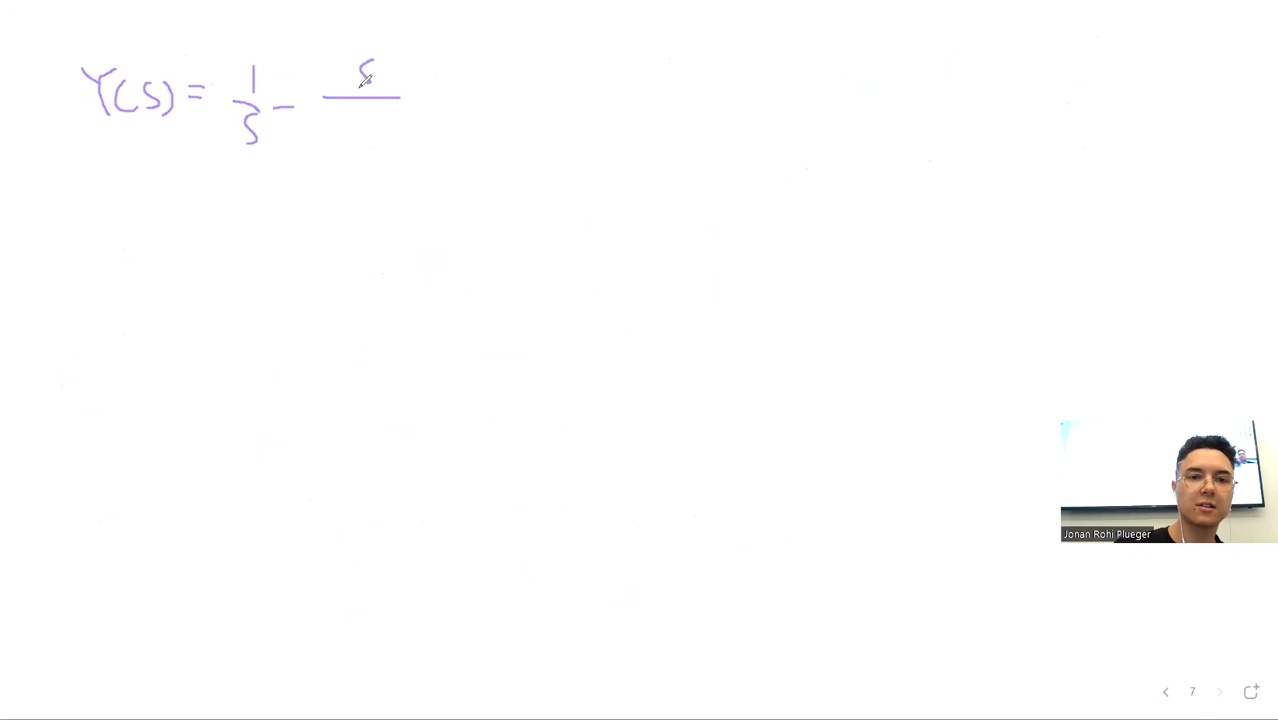 Y(s) = 1/s - s/
Jonan Rohi Plueger
7